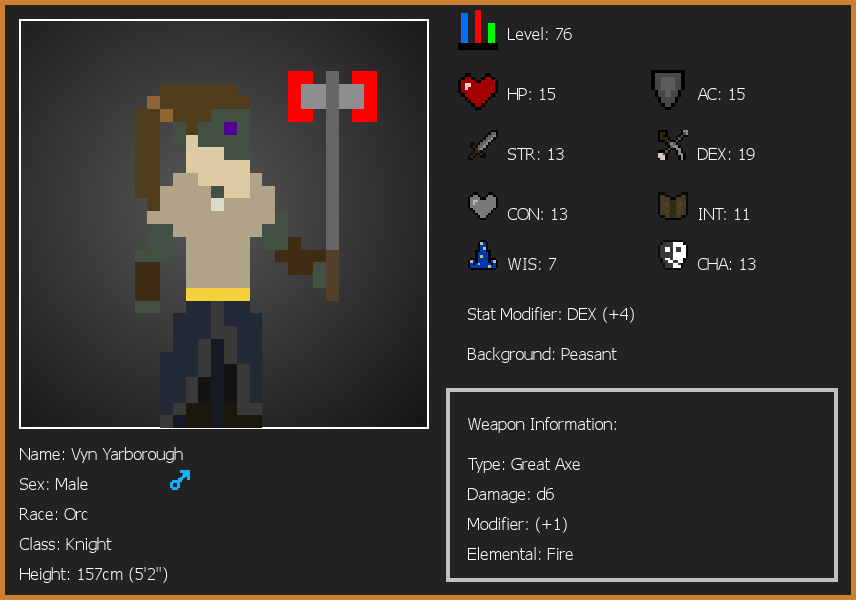 Level: 76
HP: 15
AC: 15
STR: 13
DEX: 19
CON: 13
INT: 11
WIS: 7
CHA: 13
Stat Modifier: DEX (+4)
Background: Peasant
Weapon Information:
Type: Great Axe
Damage: d6
Modifier: (+1)
Elemental: Fire
Name: Vyn Yarborough
Sex: Male
Race: Orc
Class: Knight
Height: 157cm (5'2")